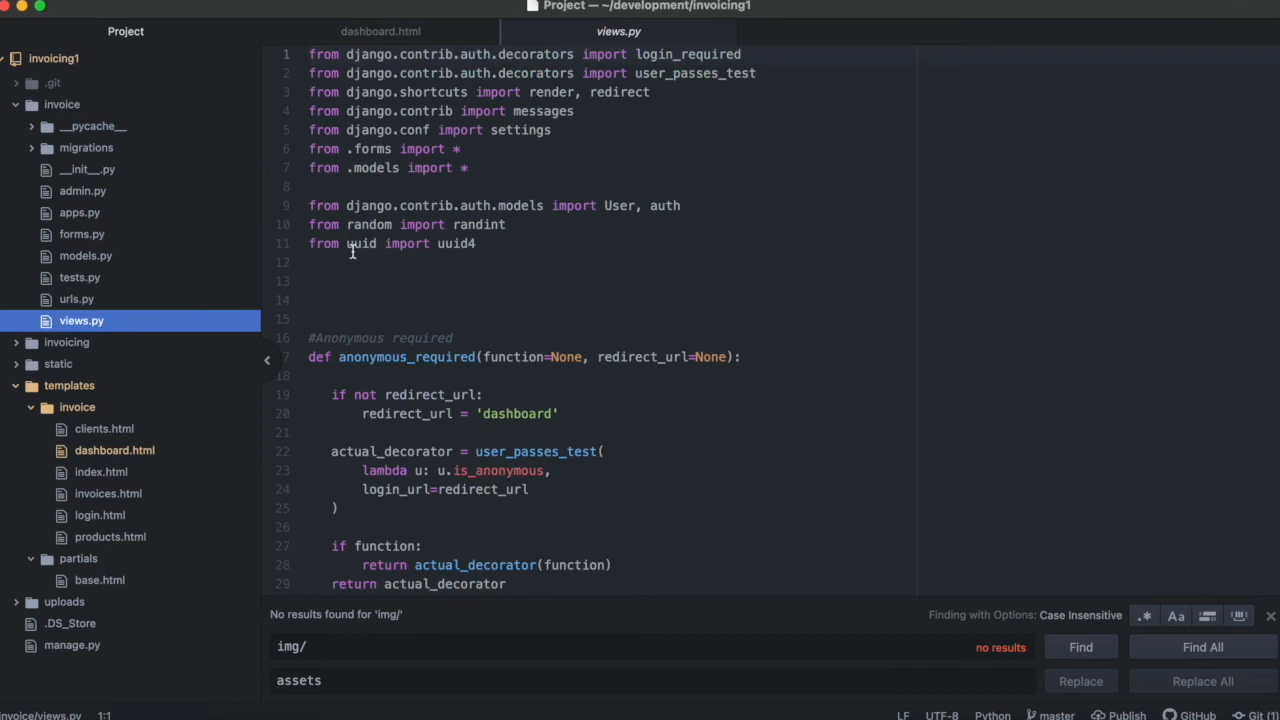 Project — ~/development/invoicing1
Project
dashboard.html
views.py
invoicing1
.git
invoice
__pycache__
migrations
__init__.py
admin.py
apps.py
forms.py
models.py
tests.py
urls.py
views.py
invoicing
static
templates
invoice
clients.html
dashboard.html
index.html
invoices.html
login.html
products.html
partials
base.html
uploads
.DS_Store
manage.py
1 from django.contrib.auth.decorators import login_required
2 from django.contrib.auth.decorators import user_passes_test
3 from django.shortcuts import render, redirect
4 from django.contrib import messages
5 from django.conf import settings
6 from .forms import *
7 from .models import *
8
9 from django.contrib.auth.models import User, auth
10 from random import randint
11 from uuid import uuid4
12
13
14
15
16 #Anonymous required
17 def anonymous_required(function=None, redirect_url=None):
18
19 if not redirect_url:
20 redirect_url = 'dashboard'
21
22 actual_decorator = user_passes_test(
23 lambda u: u.is_anonymous,
24 login_url=redirect_url
25 )
26
27 if function:
28 return actual_decorator(function)
29 return actual_decorator
No results found for 'img/'
Finding with Options: Case Insensitive
.* Aa
img/
no results
Find
Find All
assets
Replace
Replace All
invoice/views.py 1:1
LF UTF-8 Python master Publish GitHub Git (1)